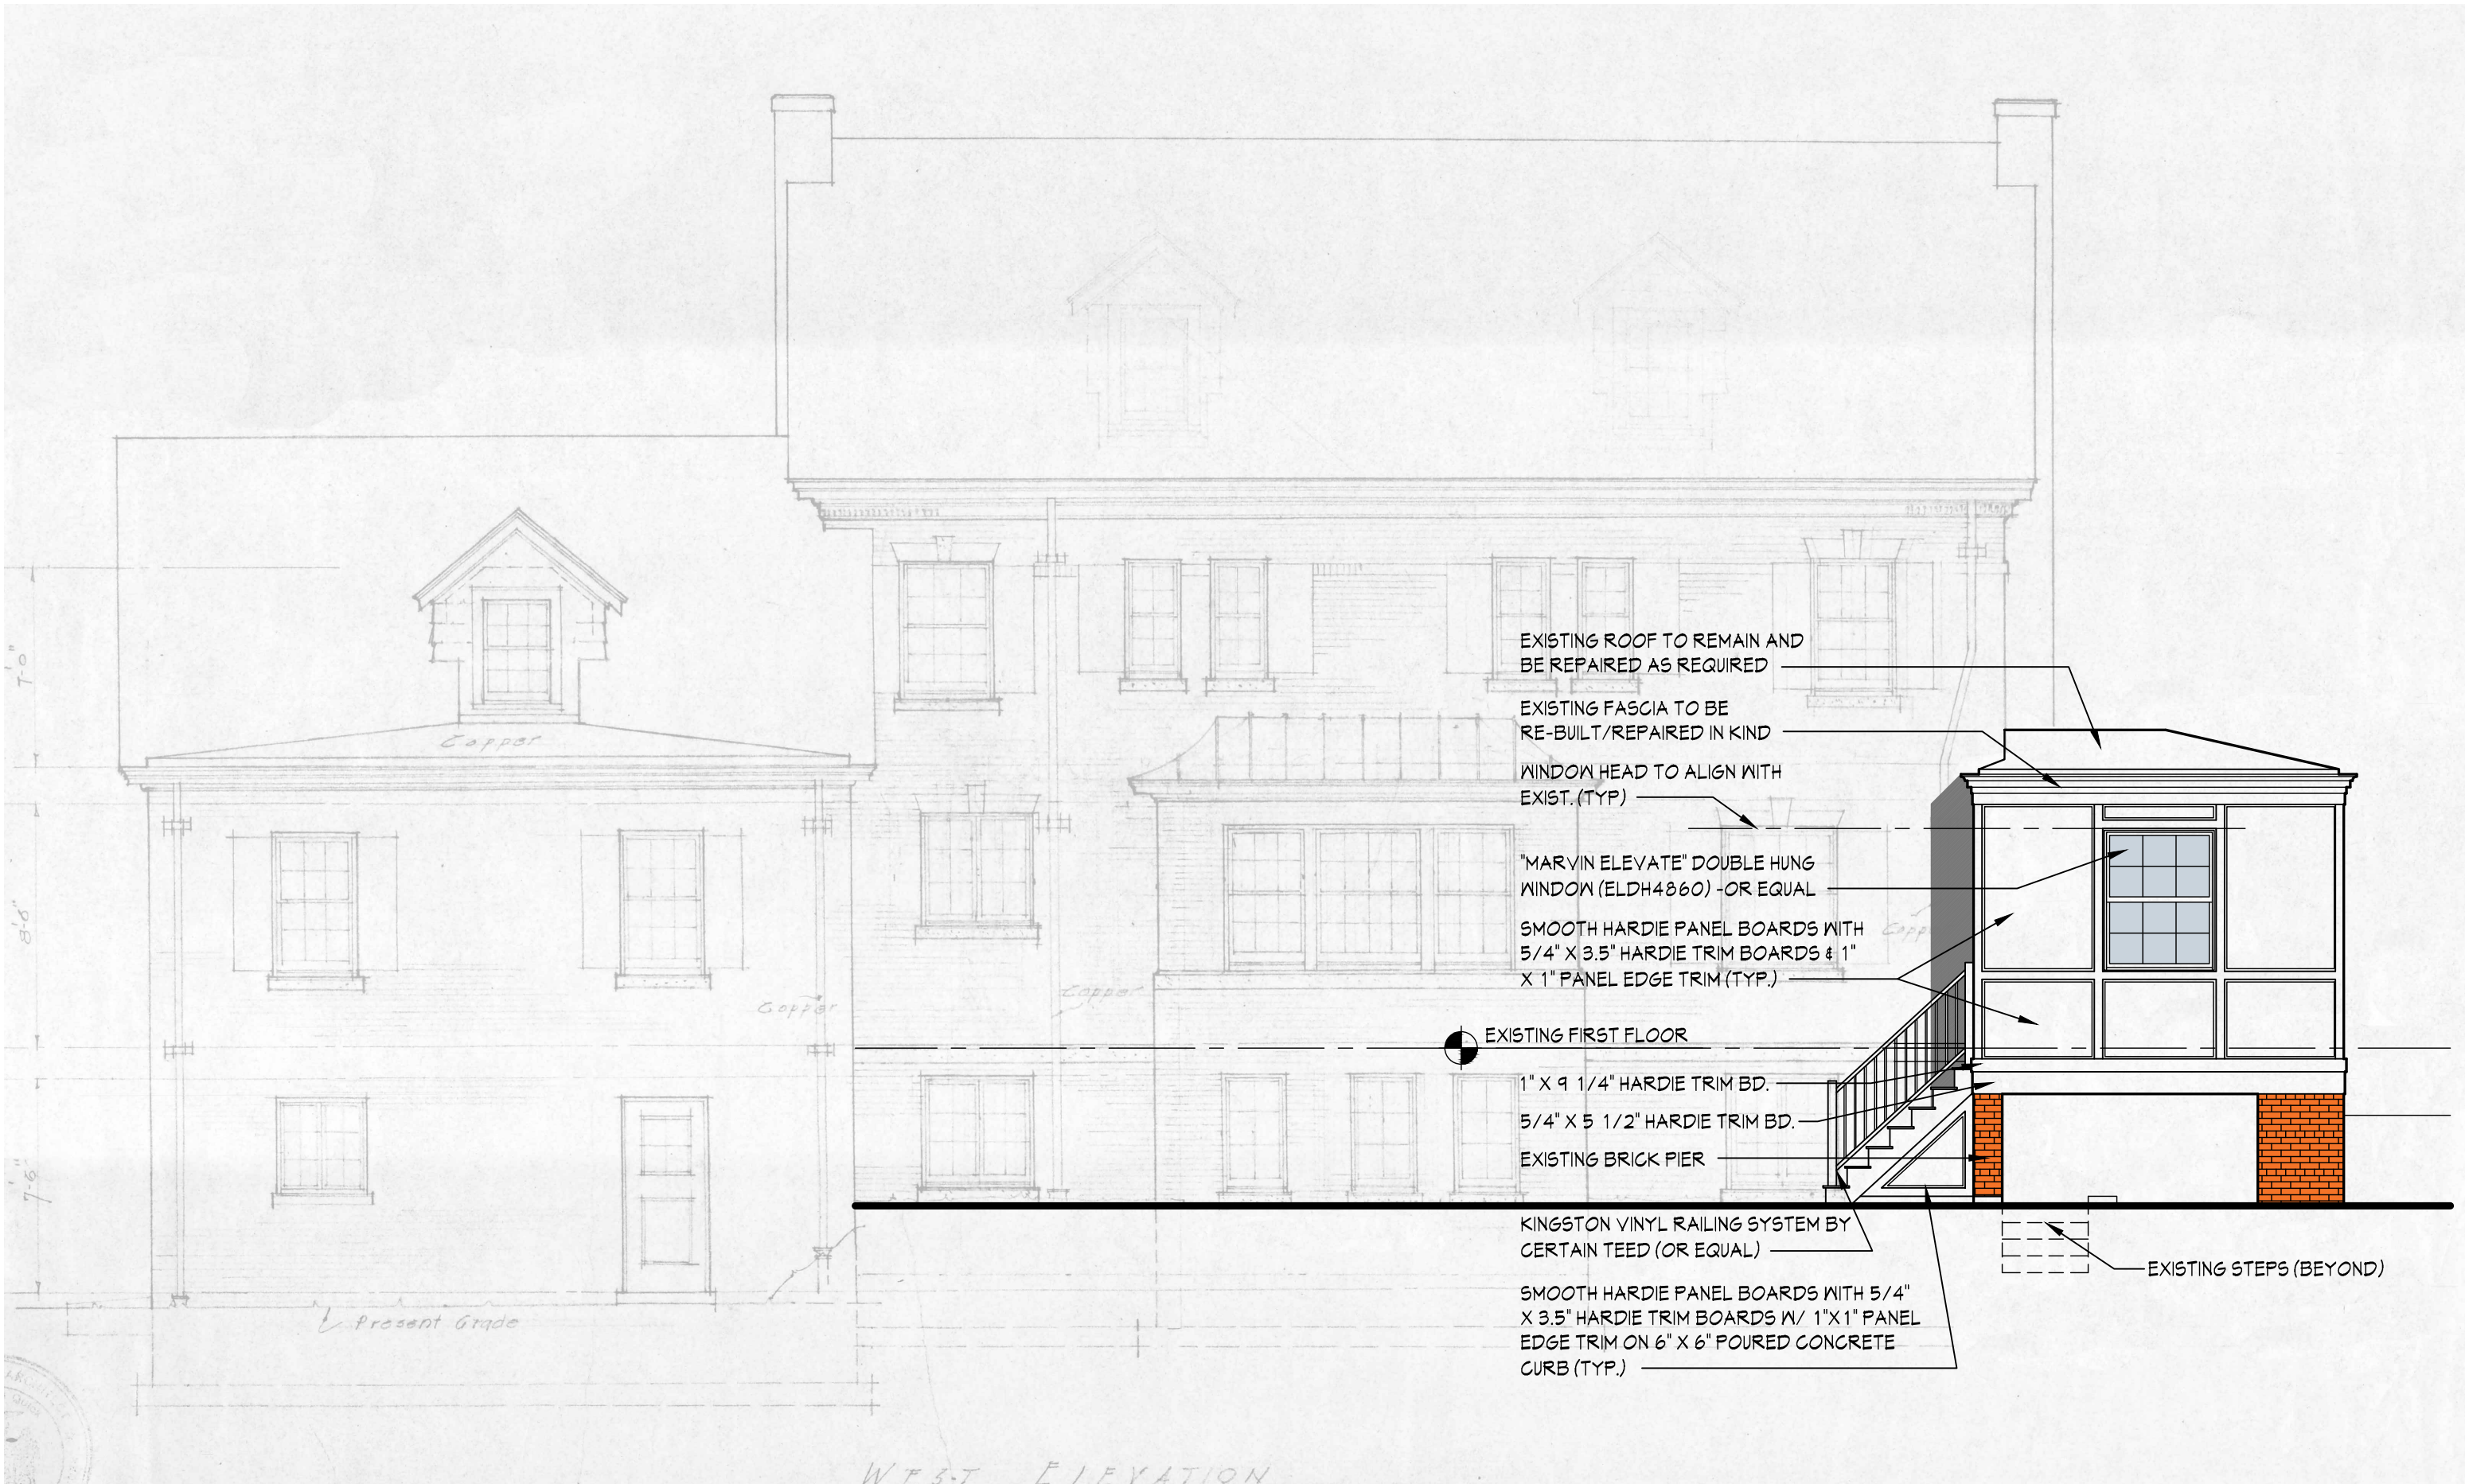 EXISTING ROOF TO REMAIN AND
BE REPAIRED AS REQUIRED
EXISTING FASCIA TO BE
RE-BUILT/REPAIRED IN KIND
WINDOW HEAD TO ALIGN WITH
EXIST. (TYP)
"MARVIN ELEVATE" DOUBLE HUNG
WINDOW (ELDH4860) -OR EQUAL
SMOOTH HARDIE PANEL BOARDS WITH
5/4" X 3.5" HARDIE TRIM BOARDS & 1"
X 1" PANEL EDGE TRIM (TYP.)
EXISTING FIRST FLOOR
1" X 9 1/4" HARDIE TRIM BD.
5/4" X 5 1/2" HARDIE TRIM BD.
EXISTING BRICK PIER
KINGSTON VINYL RAILING SYSTEM BY
CERTAIN TEED (OR EQUAL)
SMOOTH HARDIE PANEL BOARDS WITH 5/4"
X 3.5" HARDIE TRIM BOARDS W/ 1"X1" PANEL
EDGE TRIM ON 6" X 6" POURED CONCRETE
CURB (TYP.)
EXISTING STEPS (BEYOND)
Copper
Copper
Copper
Copper
7'-0"
8'-8"
7'-6"
Present Grade
WEST ELEVATION